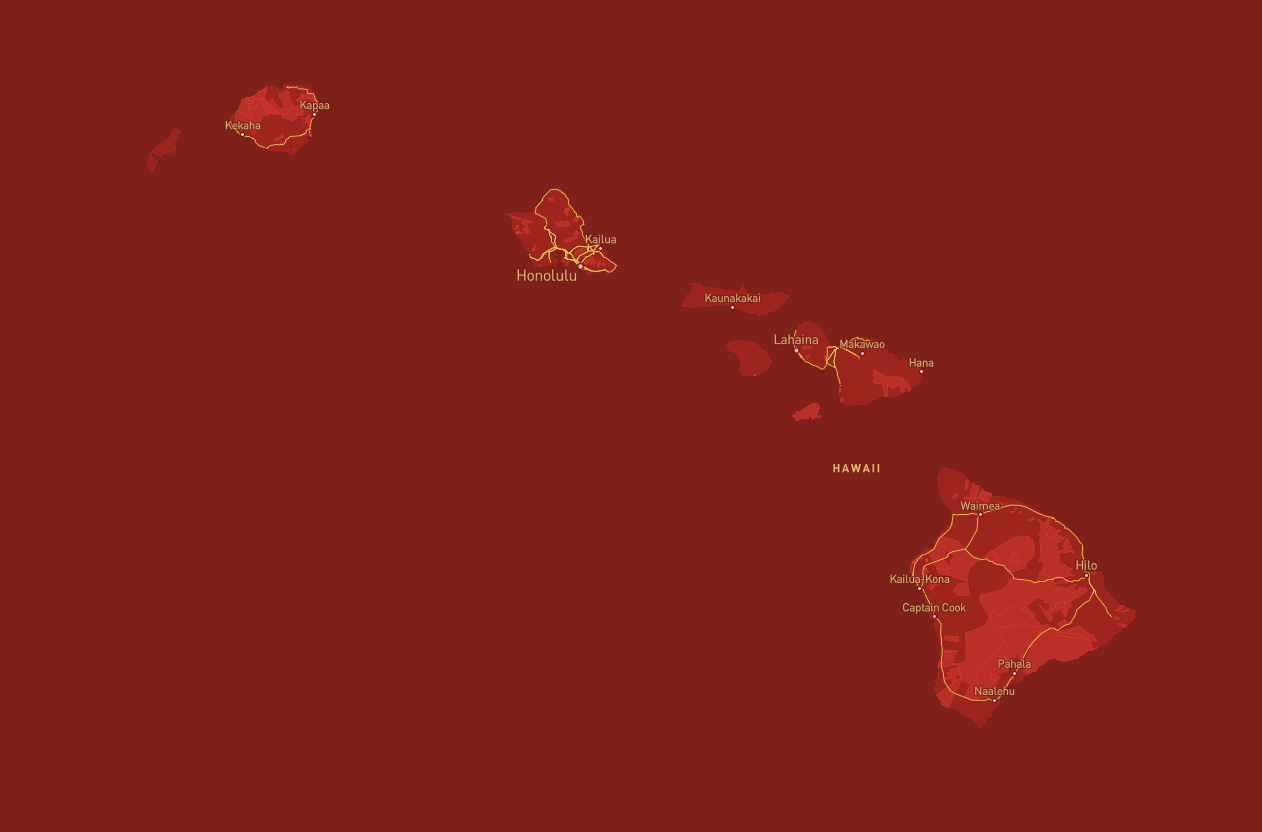 Kapaa
Kekaha
Kailua
Honolulu
Kaunakakai
Lahaina
Makawao
Hana
HAWAII
Waimea
Hilo
Kailua-Kona
Captain Cook
Pahala
Naalehu